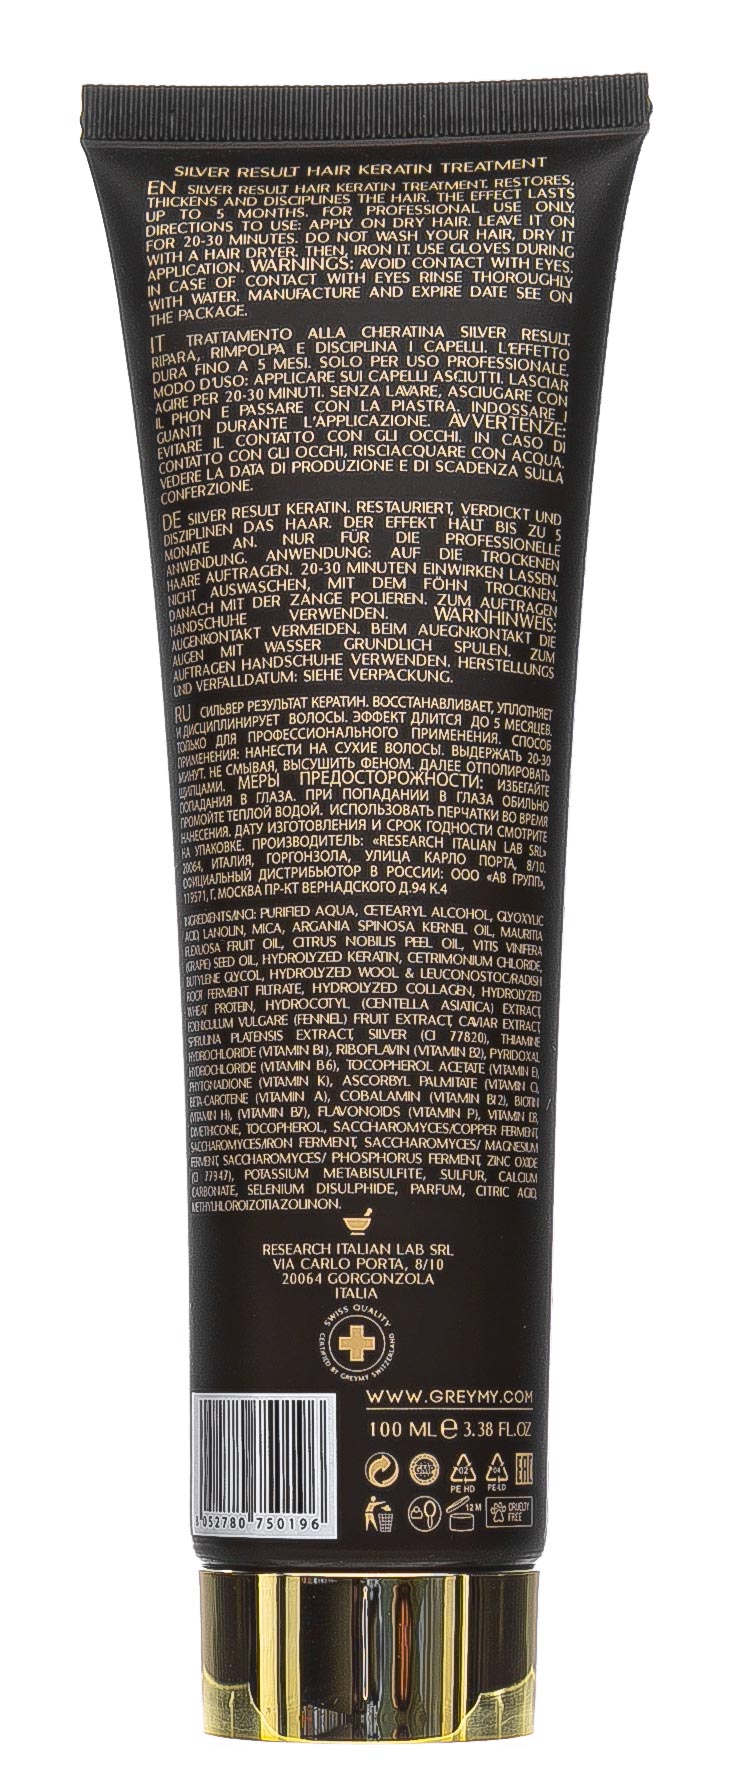 SILVER RESULT HAIR KERATIN TREATMENT
EN SILVER RESULT HAIR KERATIN TREATMENT. RESTORES,
THICKENS AND DISCIPLINES THE HAIR. THE EFFECT LASTS
UP TO 5 MONTHS. FOR PROFESSIONAL USE ONLY.
DIRECTIONS TO USE: APPLY ON DRY HAIR. LEAVE IT ON
FOR 20-30 MINUTES. DO NOT WASH YOUR HAIR, DRY IT
WITH A HAIR DRYER. THEN, IRON IT. USE GLOVES DURING
APPLICATION. WARNINGS: AVOID CONTACT WITH EYES.
IN CASE OF CONTACT WITH EYES RINSE THOROUGHLY
WITH WATER. MANUFACTURE AND EXPIRE DATE SEE ON
THE PACKAGE.
IT TRATTAMENTO ALLA CHERATINA SILVER RESULT.
RIPARA, RIMPOLPA E DISCIPLINA I CAPELLI. L'EFFETTO
DURA FINO A 5 MESI. SOLO PER USO PROFESSIONALE.
MODO D'USO: APPLICARE SUI CAPELLI ASCIUTTI. LASCIAR
AGIRE PER 20-30 MINUTI. SENZA LAVARE, ASCIUGARE CON
IL PHON E PASSARE CON LA PIASTRA. INDOSSARE I
GUANTI DURANTE L'APPLICAZIONE. AVVERTENZE:
EVITARE IL CONTATTO CON GLI OCCHI. IN CASO DI
CONTATTO CON GLI OCCHI, RISCIACQUARE CON ACQUA.
VEDERE LA DATA DI PRODUZIONE E DI SCADENZA SULLA
CONFERZIONE.
DE SILVER RESULT KERATIN. RESTAURIERT, VERDICKT UND
DISZIPLINEN DAS HAAR. DER EFFEKT HÄLT BIS ZU 5
MONATE AN. NUR FÜR DIE PROFESSIONELLE
ANWENDUNG. ANWENDUNG: AUF DIE TROCKENEN
HAARE AUFTRAGEN. 20-30 MINUTEN EINWIRKEN LASSEN.
NICHT AUSWASCHEN, MIT DEM FÖHN TROCKNEN.
DANACH MIT DER ZANGE POLIEREN. ZUM AUFTRAGEN
HANDSCHUHE VERWENDEN. WARNHINWEIS:
AUGENKONTAKT VERMEIDEN. BEIM AUEGNKONTAKT DIE
AUGEN MIT WASSER GRUNDLICH SPULEN. ZUM
AUFTRAGEN HANDSCHUHE VERWENDEN. HERSTELLUNGS
UND VERFALLDATUM: SIEHE VERPACKUNG.
RU СИЛЬВЕР РЕЗУЛЬТАТ КЕРАТИН. ВОССТАНАВЛИВАЕТ, УПЛОТНЯЕТ
И ДИСЦИПЛИНИРУЕТ ВОЛОСЫ. ЭФФЕКТ ДЛИТСЯ ДО 5 МЕСЯЦЕВ.
ТОЛЬКО ДЛЯ ПРОФЕССИОНАЛЬНОГО ПРИМЕНЕНИЯ. СПОСОБ
ПРИМЕНЕНИЯ: НАНЕСТИ НА СУХИЕ ВОЛОСЫ. ВЫДЕРЖАТЬ 20-30
МИНУТ. НЕ СМЫВАЯ, ВЫСУШИТЬ ФЕНОМ. ДАЛЕЕ ОТПОЛИРОВАТЬ
ЩИПЦАМИ. МЕРЫ ПРЕДОСТОРОЖНОСТИ: ИЗБЕГАЙТЕ
ПОПАДАНИЯ В ГЛАЗА. ПРИ ПОПАДАНИИ В ГЛАЗА ОБИЛЬНО
ПРОМОЙТЕ ТЕПЛОЙ ВОДОЙ. ИСПОЛЬЗОВАТЬ ПЕРЧАТКИ ВО ВРЕМЯ
НАНЕСЕНИЯ. ДАТУ ИЗГОТОВЛЕНИЯ И СРОК ГОДНОСТИ СМОТРИТЕ
НА УПАКОВКЕ. ПРОИЗВОДИТЕЛЬ: «RESEARCH ITALIAN LAB SRL»
20064, ИТАЛИЯ, ГОРГОНЗОЛА, УЛИЦА КАРЛО ПОРТА, 8/10.
ОФИЦИАЛЬНЫЙ ДИСТРИБЬЮТОР В РОССИИ: ООО «АВ ГРУПП»,
119571, Г. МОСКВА ПР-КТ ВЕРНАДСКОГО Д.94 К.4
INGREDIENTS/INCI: PURIFIED AQUA, CETEARYL ALCOHOL, GLYOXYLIC
ACID, LANOLIN, MICA, ARGANIA SPINOSA KERNEL OIL, MAURITIA
FLEXUOSA FRUIT OIL, CITRUS NOBILIS PEEL OIL, VITIS VINIFERA
(GRAPE) SEED OIL, HYDROLYZED KERATIN, CETRIMONIUM CHLORIDE,
BUTYLENE GLYCOL, HYDROLYZED WOOL & LEUCONOSTOC/RADISH
ROOT FERMENT FILTRATE, HYDROLYZED COLLAGEN, HYDROLYZED
WHEAT PROTEIN, HYDROCOTYL (CENTELLA ASIATICA) EXTRACT,
FOENICULUM VULGARE (FENNEL) FRUIT EXTRACT, CAVIAR EXTRACT,
SPIRULINA PLATENSIS EXTRACT, SILVER (CI 77820), THIAMINE
HYDROCHLORIDE (VITAMIN B1), RIBOFLAVIN (VITAMIN B2), PYRIDOXAL
HYDROCHLORIDE (VITAMIN B6), TOCOPHEROL ACETATE (VITAMIN E),
PHYTGNADIONE (VITAMIN K), ASCORBYL PALMITATE (VITAMIN C),
BETA-CAROTENE (VITAMIN A), COBALAMIN (VITAMIN B12), BIOTIN
(VITAMIN H), (VITAMIN B7), FLAVONOIDS (VITAMIN P), VITAMIN DE
DIMETHICONE, TOCOPHEROL, SACCHAROMYCES/COPPER FERMENT,
SACCHAROMYCES/IRON FERMENT, SACCHAROMYCES/ MAGNESIUM
FERMENT, SACCHAROMYCES/ PHOSPHORUS FERMENT, ZINC OXIDE
(CI 77947), POTASSIUM METABISULFITE, SULFUR, CALCIUM
CARBONATE, SELENIUM DISULPHIDE, PARFUM, CITRIC ACID,
METHYLHLOROIZOTIAZOLINON.
RESEARCH ITALIAN LAB SRL
VIA CARLO PORTA, 8/10
20064 GORGONZOLA
ITALIA
SWISS QUALITY
CERTIFIED BY GREYMY SWITZERLAND
WWW.GREYMY.COM
100 ML e 3.38 FL.OZ
GMP
02
PE HD
04
PE-LD
EAC
12 M
CRUELTY
FREE
8 052780 750196